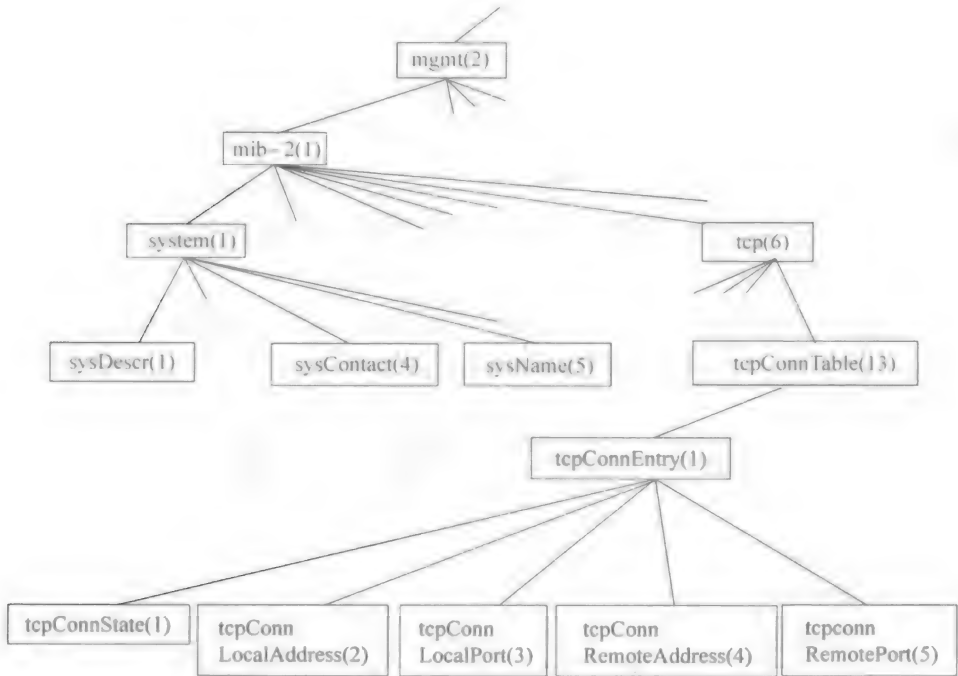 mgmt(2)
mib-2(1)
system(1)
tcp(6)
sysDescr(1)
sysContact(4)
sysName(5)
tcpConnTable(13)
tcpConnEntry(1)
tcpConnState(1)
tcpConn
LocalAddress(2)
tcpConn
LocalPort(3)
tcpConn
RemoteAddress(4)
tcpconn
RemotePort(5)